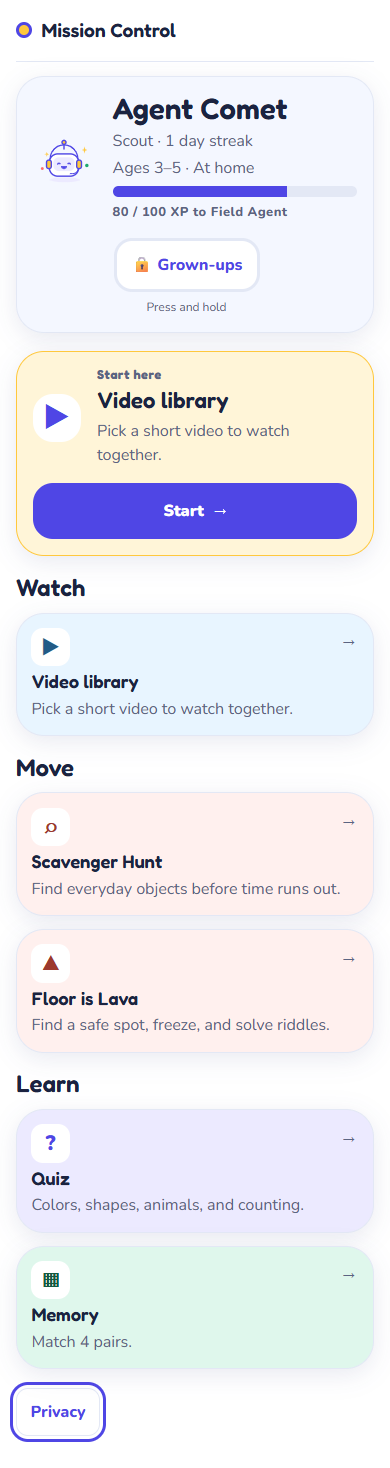 Mission Control
Agent Comet
Scout · 1 day streak
Ages 3–5 · At home
80 / 100 XP to Field Agent
🔒 Grown-ups
Press and hold
Start here
Video library
Pick a short video to watch
together.
Start →
Watch
→
Video library
Pick a short video to watch together.
Move
→
Scavenger Hunt
Find everyday objects before time runs out.
→
Floor is Lava
Find a safe spot, freeze, and solve riddles.
Learn
? →
Quiz
Colors, shapes, animals, and counting.
→
Memory
Match 4 pairs.
Privacy